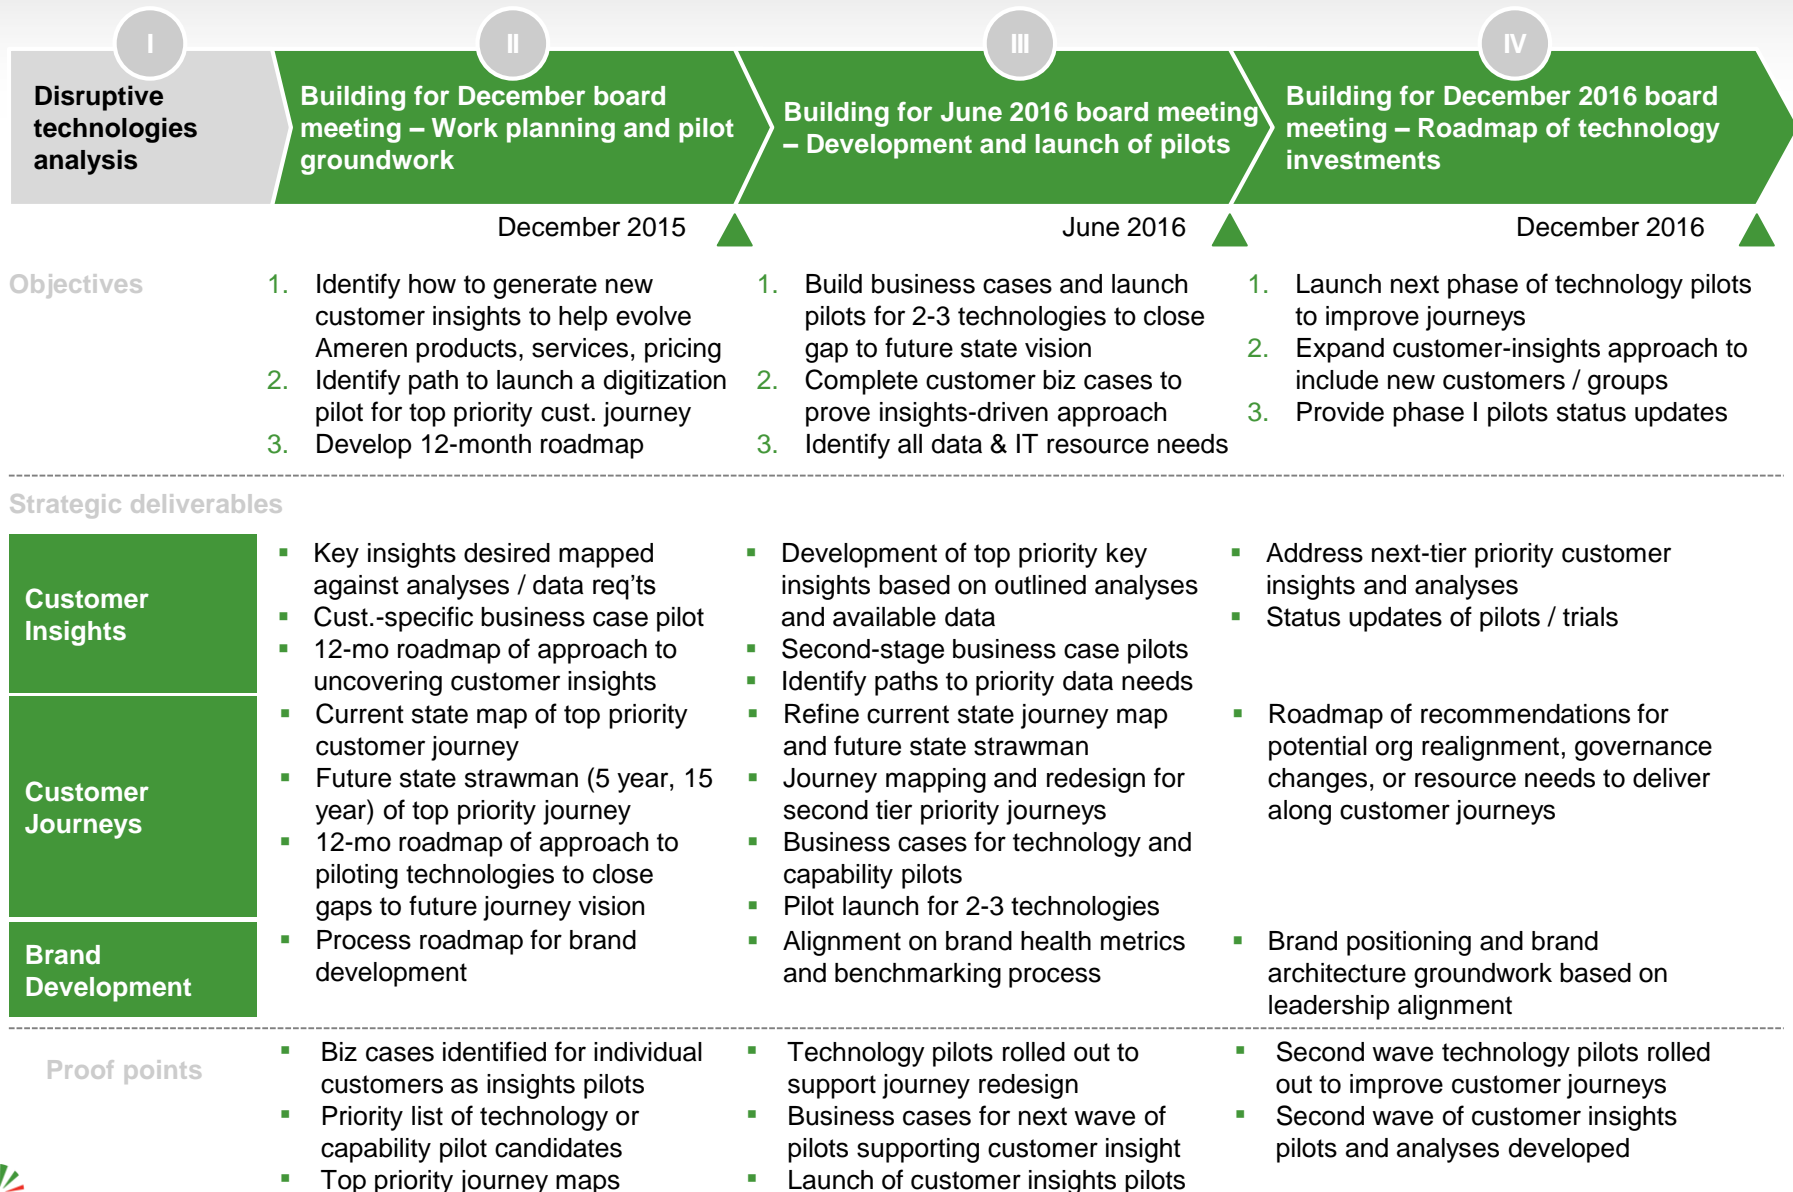 I
II
III
IV
Disruptive
technologies
analysis
Building for December board
meeting – Work planning and pilot
groundwork
Building for June 2016 board meeting
– Development and launch of pilots
Building for December 2016 board
meeting – Roadmap of technology
investments
December 2015
June 2016
December 2016
Objectives
1. Identify how to generate new
customer insights to help evolve
Ameren products, services, pricing
2. Identify path to launch a digitization
pilot for top priority cust. journey
3. Develop 12-month roadmap
1. Build business cases and launch
pilots for 2-3 technologies to close
gap to future state vision
2. Complete customer biz cases to
prove insights-driven approach
3. Identify all data & IT resource needs
1. Launch next phase of technology pilots
to improve journeys
2. Expand customer-insights approach to
include new customers / groups
3. Provide phase I pilots status updates
Strategic deliverables
Customer
Insights
▪ Key insights desired mapped
against analyses / data req'ts
▪ Cust.-specific business case pilot
▪ 12-mo roadmap of approach to
uncovering customer insights
▪ Development of top priority key
insights based on outlined analyses
and available data
▪ Second-stage business case pilots
▪ Identify paths to priority data needs
▪ Address next-tier priority customer
insights and analyses
▪ Status updates of pilots / trials
Customer
Journeys
▪ Current state map of top priority
customer journey
▪ Future state strawman (5 year, 15
year) of top priority journey
▪ 12-mo roadmap of approach to
piloting technologies to close
gaps to future journey vision
▪ Refine current state journey map
and future state strawman
▪ Journey mapping and redesign for
second tier priority journeys
▪ Business cases for technology and
capability pilots
▪ Pilot launch for 2-3 technologies
▪ Roadmap of recommendations for
potential org realignment, governance
changes, or resource needs to deliver
along customer journeys
Brand
Development
▪ Process roadmap for brand
development
▪ Alignment on brand health metrics
and benchmarking process
▪ Brand positioning and brand
architecture groundwork based on
leadership alignment
Proof points
▪ Biz cases identified for individual
customers as insights pilots
▪ Priority list of technology or
capability pilot candidates
▪ Top priority journey maps
▪ Technology pilots rolled out to
support journey redesign
▪ Business cases for next wave of
pilots supporting customer insight
▪ Launch of customer insights pilots
▪ Second wave technology pilots rolled
out to improve customer journeys
▪ Second wave of customer insights
pilots and analyses developed